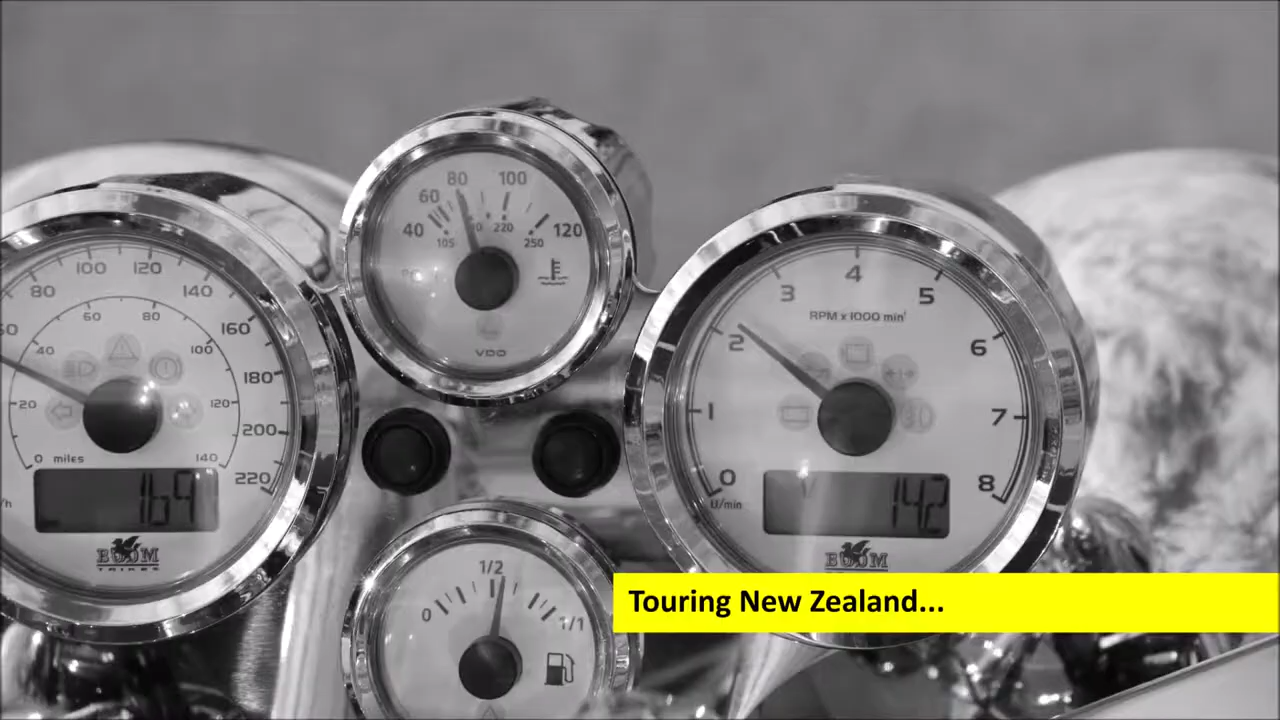 80 100
60
40 120
105 220 250
VDO
100 120
80 140
160
60 80
40 100
180
20 120
200
0 miles 140
220
169
BOOM
TRIKES
4
3 5
RPM x 1000 min
2 6
1 7
0 8
U/min
142
BOOM
1/2
0 1/1
Touring New Zealand...